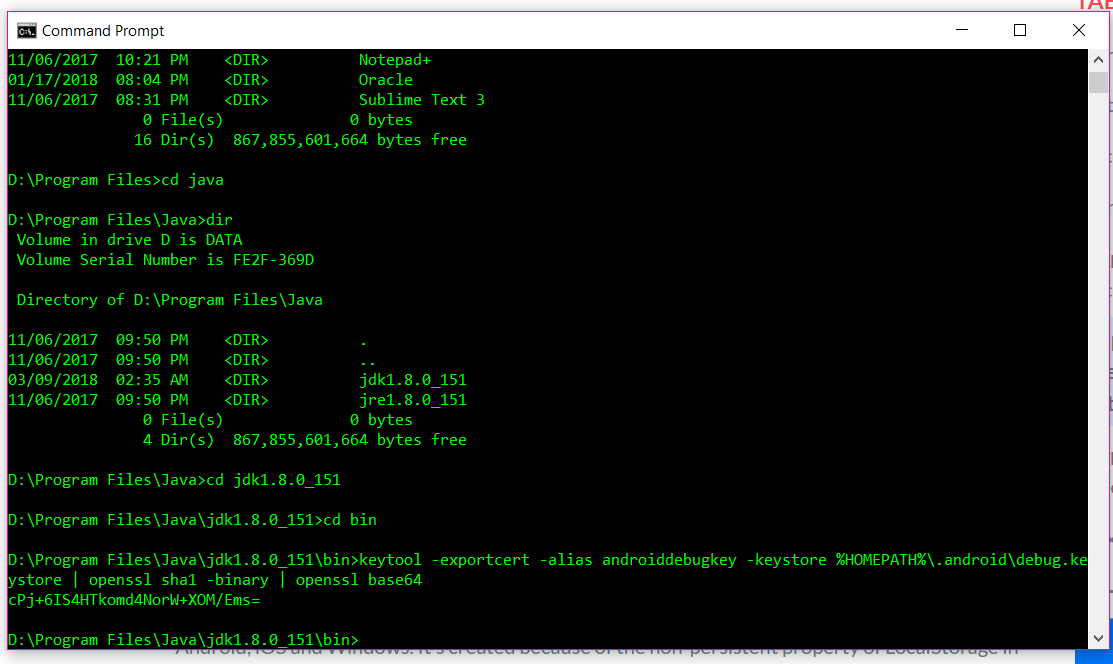 TAB
Command Prompt
11/06/2017  10:21 PM    <DIR>          Notepad+
01/17/2018  08:04 PM    <DIR>          Oracle
11/06/2017  08:31 PM    <DIR>          Sublime Text 3
               0 File(s)              0 bytes
              16 Dir(s)  867,855,601,664 bytes free
D:\Program Files>cd java
D:\Program Files\Java>dir
 Volume in drive D is DATA
 Volume Serial Number is FE2F-369D
 Directory of D:\Program Files\Java
11/06/2017  09:50 PM    <DIR>          .
11/06/2017  09:50 PM    <DIR>          ..
03/09/2018  02:35 AM    <DIR>          jdk1.8.0_151
11/06/2017  09:50 PM    <DIR>          jre1.8.0_151
               0 File(s)              0 bytes
               4 Dir(s)  867,855,601,664 bytes free
D:\Program Files\Java>cd jdk1.8.0_151
D:\Program Files\Java\jdk1.8.0_151>cd bin
D:\Program Files\Java\jdk1.8.0_151\bin>keytool -exportcert -alias androiddebugkey -keystore %HOMEPATH%\.android\debug.ke
ystore | openssl sha1 -binary | openssl base64
cPj+6IS4HTkomd4NorW+XOM/Ems=
D:\Program Files\Java\jdk1.8.0_151\bin>
Android, iOS and Windows. It's created because of the non-persistent property of LocalStorage in